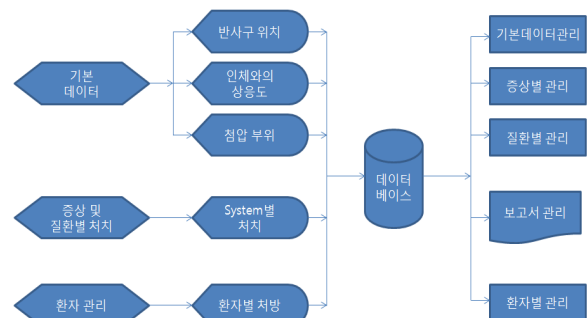 기본
데이터
증상 및
질환별 처치
환자 관리
반사구 위치
인체와의
상응도
첨압 부위
System별
처치
환자별 처방
데이터
베이스
기본데이터관리
증상별 관리
질환별 관리
보고서 관리
환자별 관리